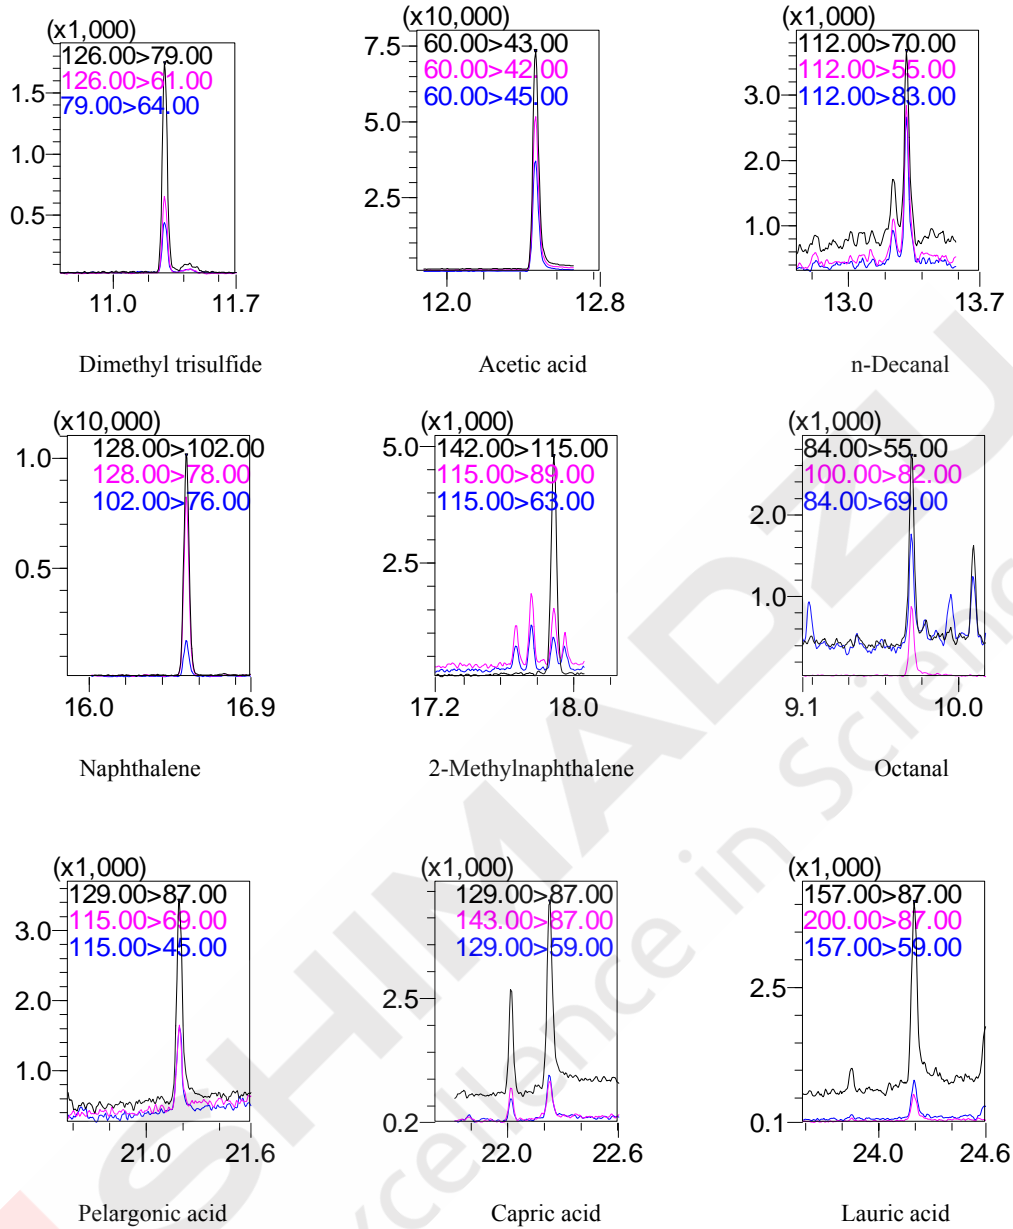 (x1,000)
126.00>79.00
126.00>61.00
79.00>64.00
1.5
1.0
0.5
11.0 11.7
Dimethyl trisulfide
(x10,000)
60.00>43.00
60.00>42.00
60.00>45.00
7.5
5.0
2.5
12.0 12.8
Acetic acid
(x1,000)
112.00>70.00
112.00>55.00
112.00>83.00
3.0
2.0
1.0
13.0 13.7
n-Decanal
(x10,000)
128.00>102.00
128.00>78.00
102.00>76.00
1.0
0.5
16.0 16.9
Naphthalene
(x1,000)
142.00>115.00
115.00>89.00
115.00>63.00
5.0
2.5
17.2 18.0
2-Methylnaphthalene
(x1,000)
84.00>55.00
100.00>82.00
84.00>69.00
2.0
1.0
9.1 10.0
Octanal
(x1,000)
129.00>87.00
115.00>69.00
115.00>45.00
3.0
2.0
1.0
21.0 21.6
Pelargonic acid
(x1,000)
129.00>87.00
143.00>87.00
129.00>59.00
2.5
0.2
22.0 22.6
Capric acid
(x1,000)
157.00>87.00
200.00>87.00
157.00>59.00
2.5
0.1
24.0 24.6
Lauric acid
SHIMADZU
Excellence in Science